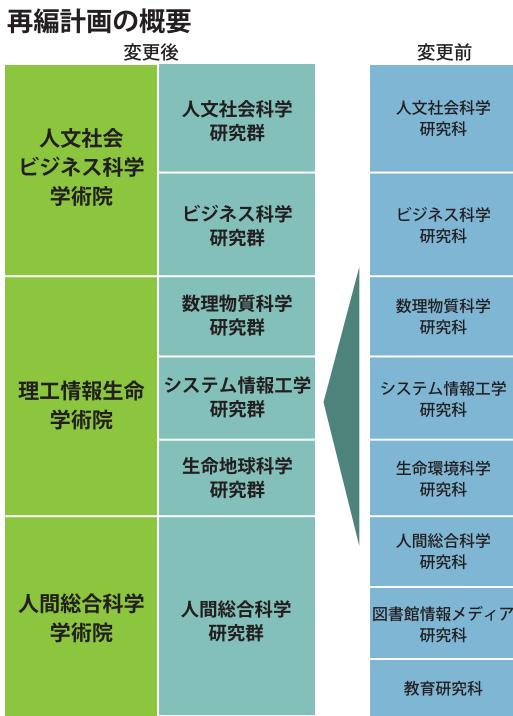 再編計画の概要
変更後
変更前
人文社会
ビジネス科学
学術院
人文社会科学
研究群
ビジネス科学
研究群
理工情報生命
学術院
数理物質科学
研究群
システム情報工学
研究群
生命地球科学
研究群
人間総合科学
学術院
人間総合科学
研究群
人文社会科学
研究科
ビジネス科学
研究科
数理物質科学
研究科
システム情報工学
研究科
生命環境科学
研究科
人間総合科学
研究科
図書館情報メディア
研究科
教育研究科